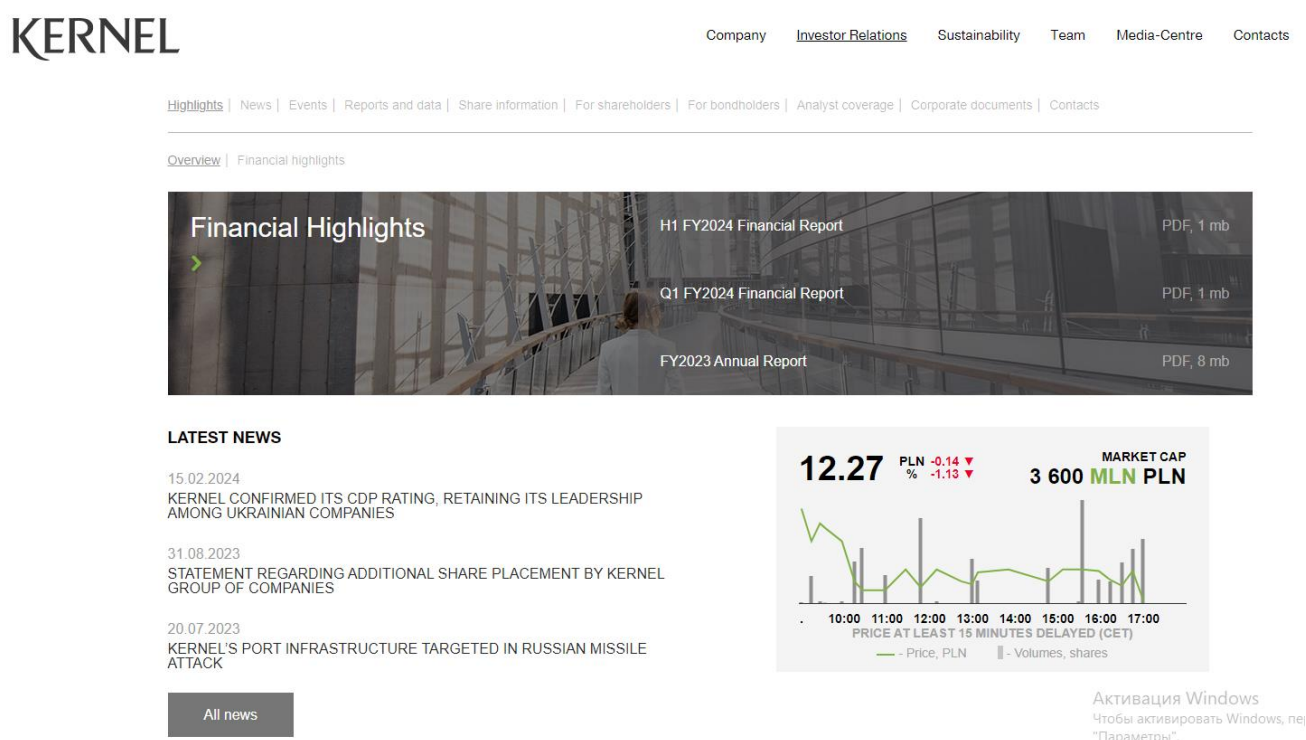 KERNEL
Company Investor Relations Sustainability Team Media-Centre Contacts
Highlights | News | Events | Reports and data | Share information | For shareholders | For bondholders | Analyst coverage | Corporate documents | Contacts
Overview | Financial highlights
Financial Highlights
H1 FY2024 Financial Report PDF, 1 mb
Q1 FY2024 Financial Report PDF, 1 mb
FY2023 Annual Report PDF, 8 mb
LATEST NEWS
15.02.2024
KERNEL CONFIRMED ITS CDP RATING, RETAINING ITS LEADERSHIP
AMONG UKRAINIAN COMPANIES
31.08.2023
STATEMENT REGARDING ADDITIONAL SHARE PLACEMENT BY KERNEL
GROUP OF COMPANIES
20.07.2023
KERNEL'S PORT INFRASTRUCTURE TARGETED IN RUSSIAN MISSILE
ATTACK
All news
12.27 PLN -0.14 ▼
% -1.13 ▼
MARKET CAP
3 600 MLN PLN
. 10:00 11:00 12:00 13:00 14:00 15:00 16:00 17:00
PRICE AT LEAST 15 MINUTES DELAYED (CET)
- Price, PLN - Volumes, shares
Активация Windows
Чтобы активировать Windows, пер
"Параметры".